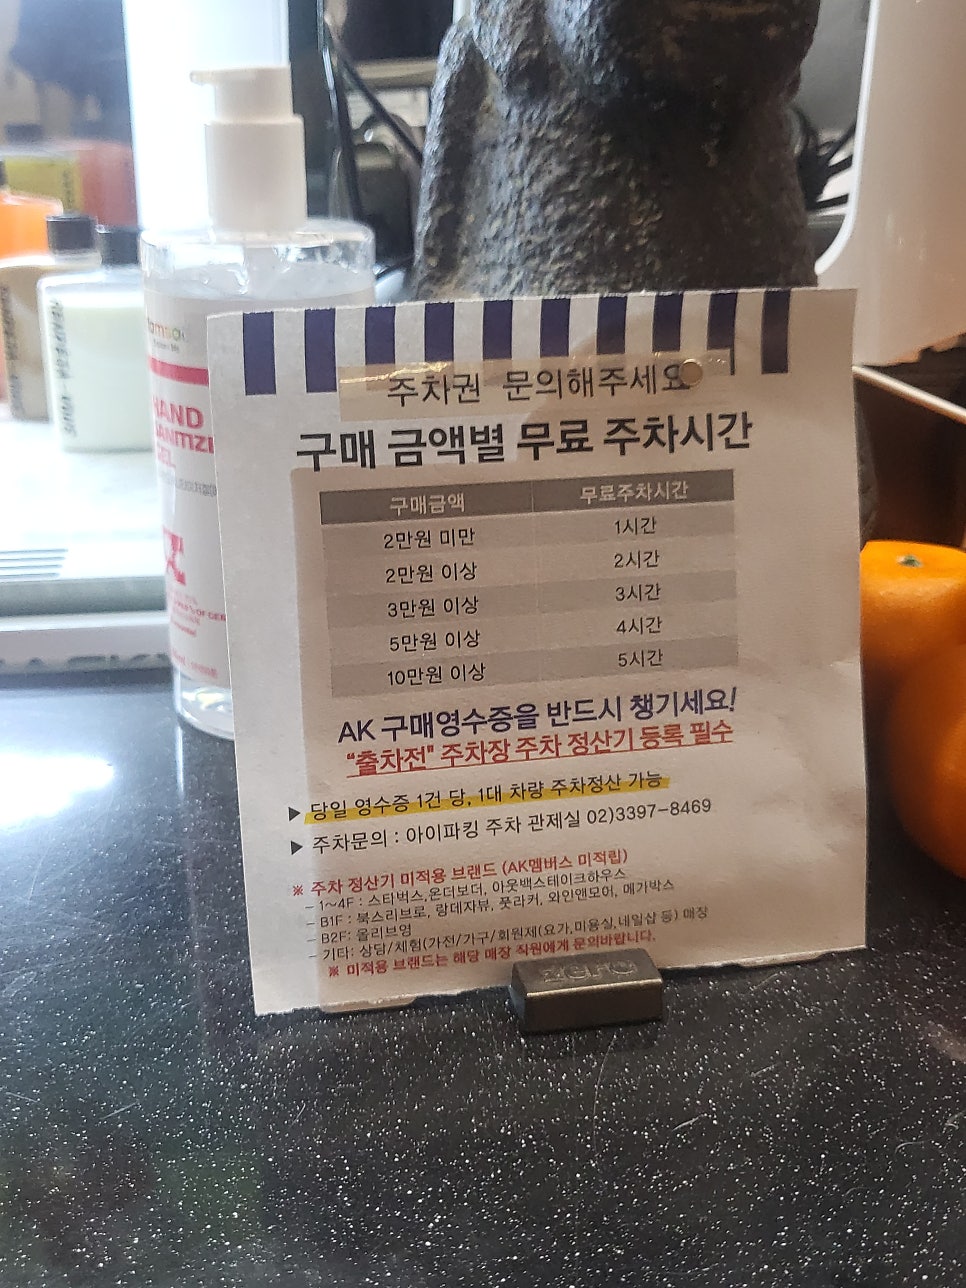 HAND
주차권 문의해주세요
구매 금액별 무료 주차시간
구매금액 무료주차시간
2만원 미만 1시간
2만원 이상 2시간
3만원 이상 3시간
5만원 이상 4시간
10만원 이상 5시간
AK 구매영수증을 반드시 챙기세요!
"출차전" 주차장 주차 정산기 등록 필수
▶ 당일 영수증 1건 당, 1대 차량 주차정산 가능
▶ 주차문의 : 아이파킹 주차 관제실 02)3397-8469
※ 주차 정산기 미적용 브랜드 (AK멤버스 미적립)
- 1~4F : 스타벅스,온더보더, 아웃백스테이크하우스
- B1F : 북스리브로, 랑데자뷰, 풋라커, 와인앤모어, 메가박스
- B2F: 올리브영
- 기타: 상담/체험(가전/가구/회원제(요가,미용실,네일샵 등) 매장
※ 미적용 브랜드는 해당 매장 직원에게 문의바랍니다.
zero